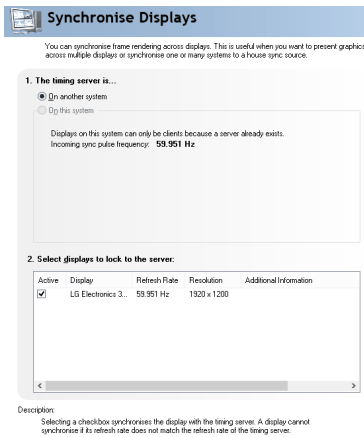 Synchronise Displays
You can synchronise frame rendering across displays. This is useful when you want to present graphics
across multiple displays or synchronise one or many systems to a house sync source.
1. The timing server is...
On another system
On this system
Displays on this system can only be clients because a server already exists.
Incoming sync pulse frequency: 59.951 Hz
2. Select displays to lock to the server:
Active Display Refresh Rate Resolution Additional Information
LG Electronics 3... 59.951 Hz 1920 x 1200
Description:
Selecting a checkbox synchronises the display with the timing server. A display cannot
synchronise if its refresh rate does not match the refresh rate of the timing server.